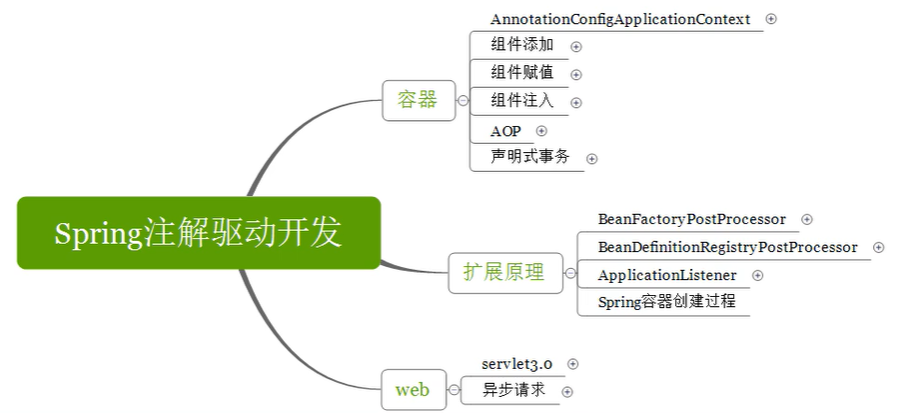 Spring注解驱动开发
容器
AnnotationConfigApplicationContext
组件添加
组件赋值
组件注入
AOP
声明式事务
扩展原理
BeanFactoryPostProcessor
BeanDefinitionRegistryPostProcessor
ApplicationListener
Spring容器创建过程
web
servlet3.0
异步请求